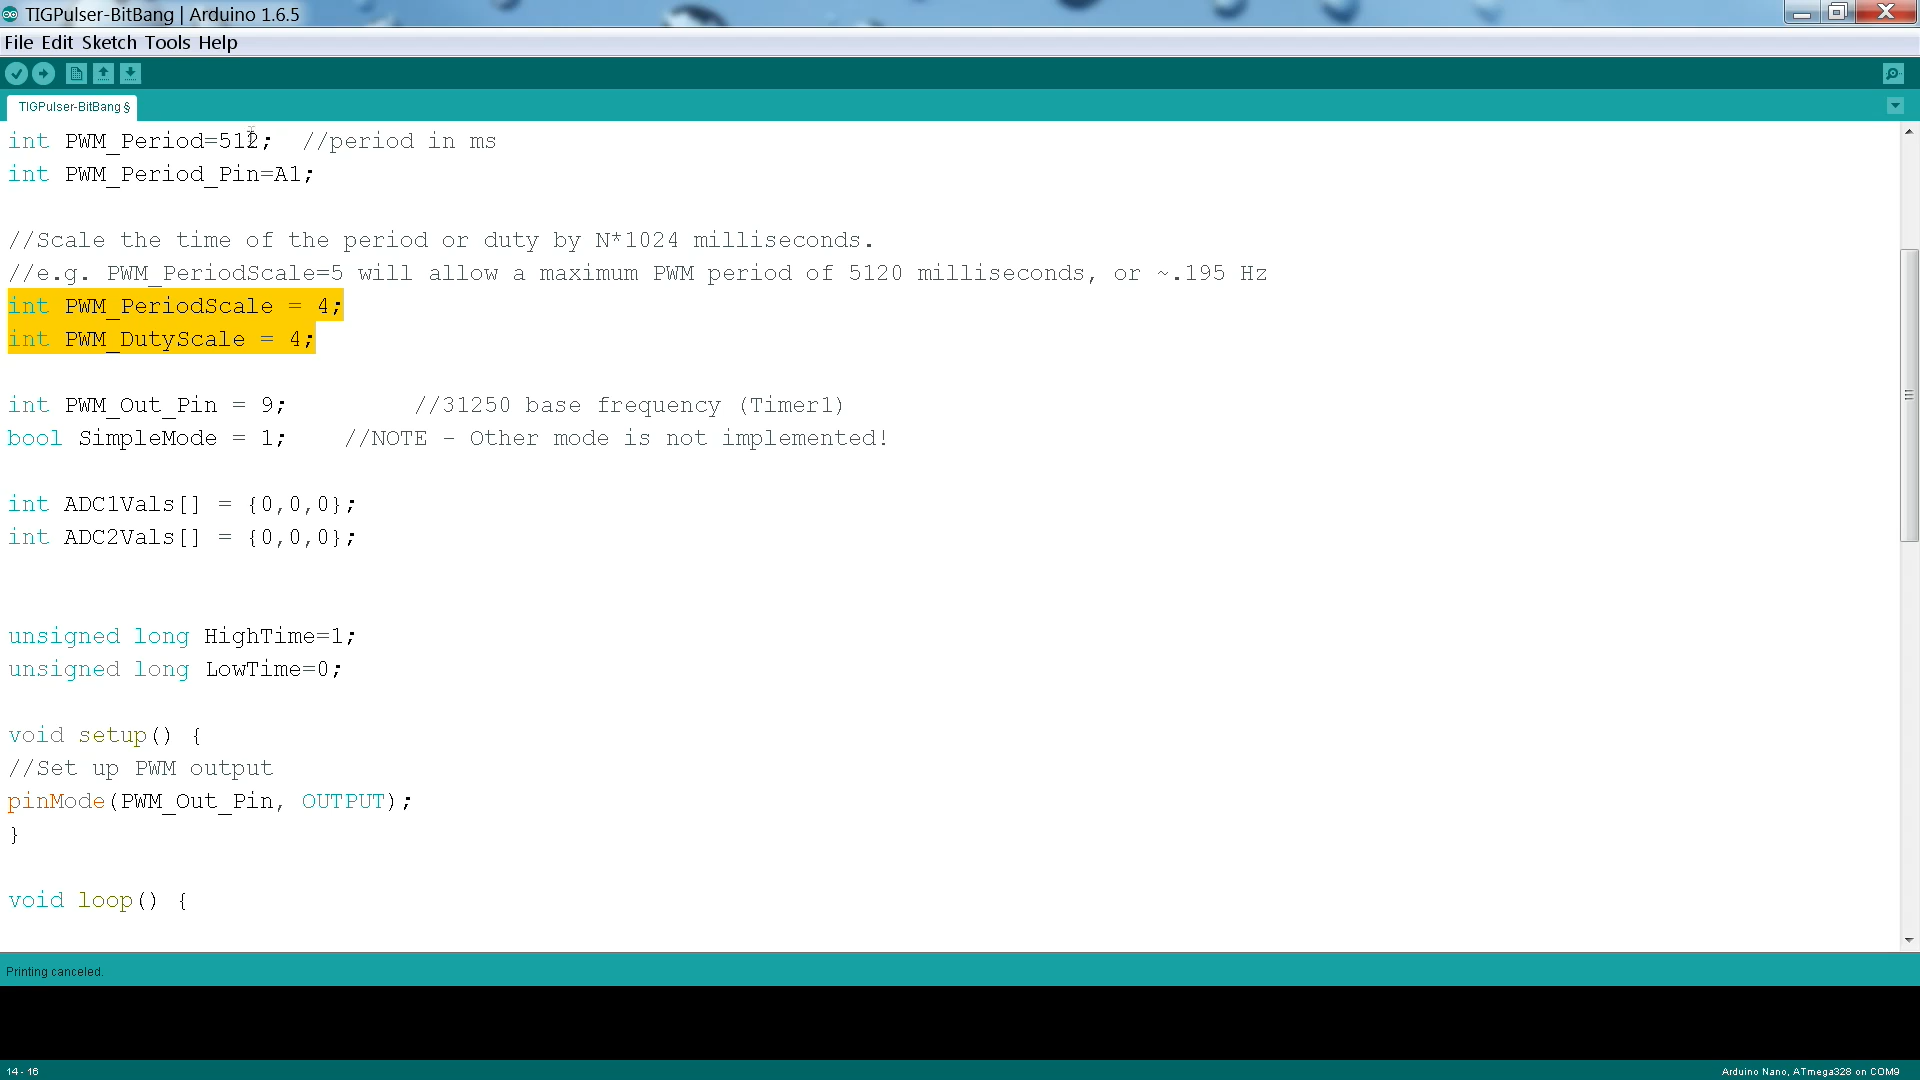 TIGPulser-BitBang | Arduino 1.6.5
File Edit Sketch Tools Help
TIGPulser-BitBang §
int PWM_Period=512;  //period in ms
int PWM_Period_Pin=A1;
//Scale the time of the period or duty by N*1024 milliseconds.
//e.g. PWM_PeriodScale=5 will allow a maximum PWM period of 5120 milliseconds, or ~.195 Hz
int PWM_PeriodScale = 4;
int PWM_DutyScale = 4;
int PWM_Out_Pin = 9;         //31250 base frequency (Timer1)
bool SimpleMode = 1;    //NOTE - Other mode is not implemented!
int ADC1Vals[] = {0,0,0};
int ADC2Vals[] = {0,0,0};
unsigned long HighTime=1;
unsigned long LowTime=0;
void setup() {
//Set up PWM output
pinMode(PWM_Out_Pin, OUTPUT);
}
void loop() {
Printing canceled.
14 - 16
Arduino Nano, ATmega328 on COM9